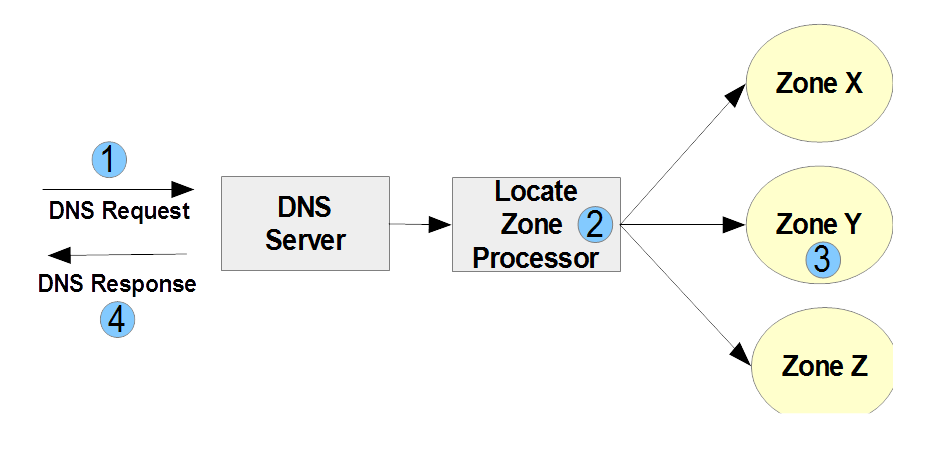 1
DNS Request
DNS Response
4
DNS
Server
Locate
Zone
2
Processor
Zone X
Zone Y
3
Zone Z